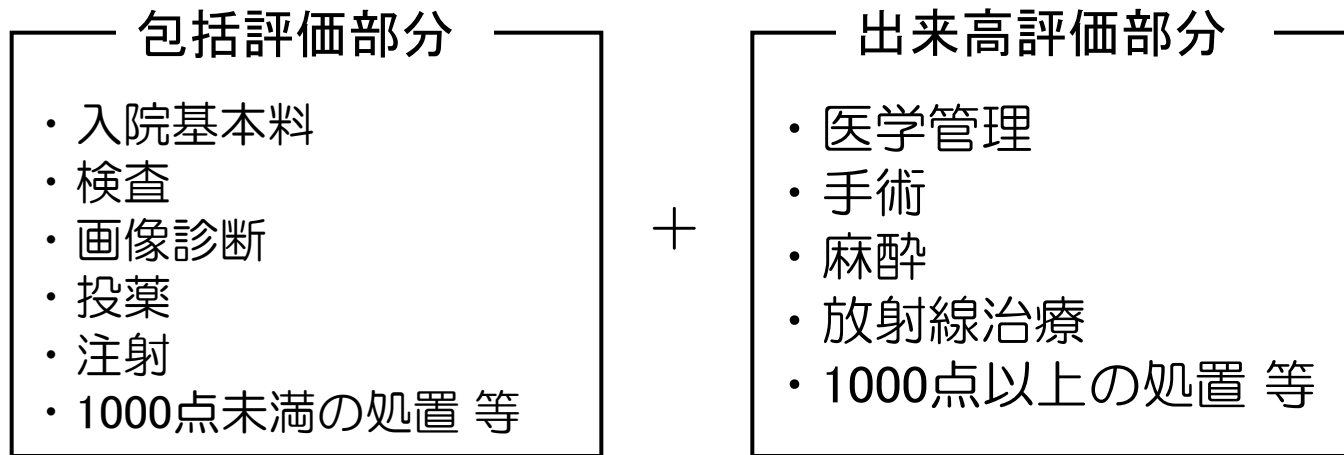 包括評価部分
・入院基本料
・検査
・画像診断
・投薬
・注射
・1000点未満の処置 等
＋
出来高評価部分
・医学管理
・手術
・麻酔
・放射線治療
・1000点以上の処置 等